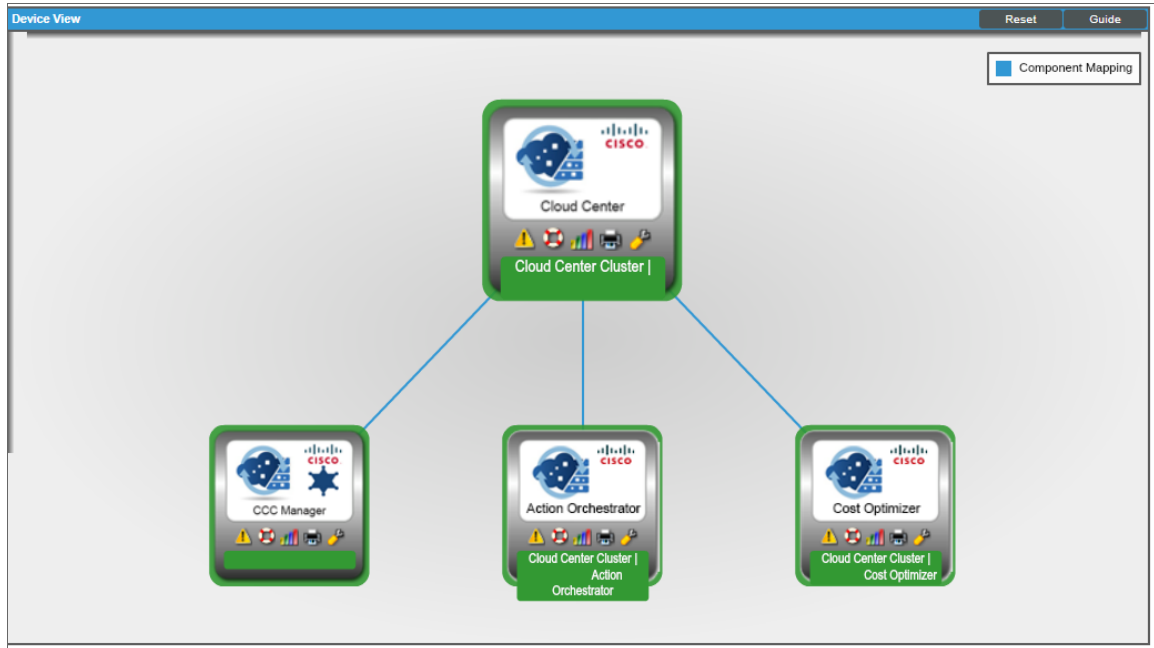 Device View
Reset
Guide
Component Mapping
CISCO
Cloud Center
Cloud Center Cluster |
CISCO
CCC Manager
CISCO
Action Orchestrator
Cloud Center Cluster |
Action
Orchestrator
CISCO
Cost Optimizer
Cloud Center Cluster |
Cost Optimizer